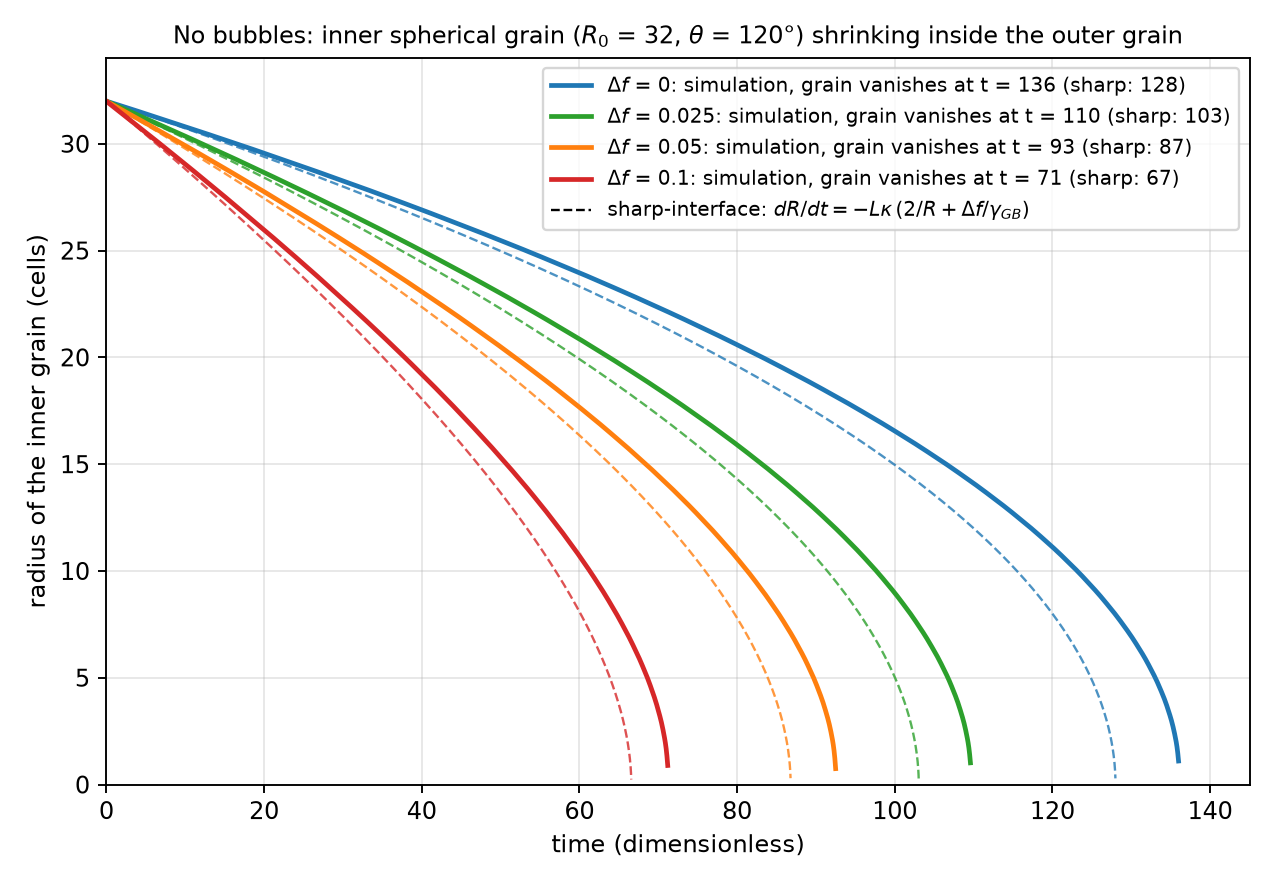 No bubbles: inner spherical grain (R₀ = 32, θ = 120°) shrinking inside the outer grain
Δf = 0: simulation, grain vanishes at t = 136 (sharp: 128)
Δf = 0.025: simulation, grain vanishes at t = 110 (sharp: 103)
Δf = 0.05: simulation, grain vanishes at t = 93 (sharp: 87)
Δf = 0.1: simulation, grain vanishes at t = 71 (sharp: 67)
sharp-interface: dR/dt = −Lκ (2/R + Δf/γ_GB)
radius of the inner grain (cells)
30
25
20
15
10
5
0
0 20 40 60 80 100 120 140
time (dimensionless)